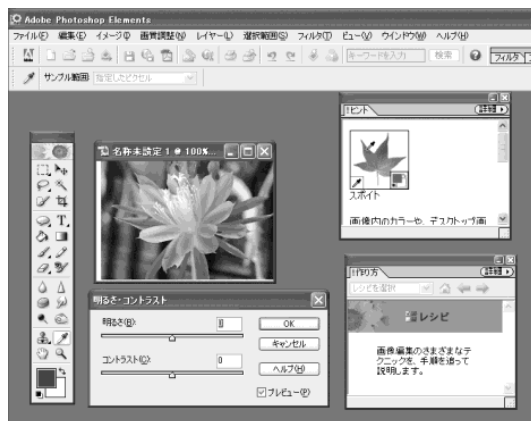 Adobe Photoshop Elements
ファイル(F) 編集(E) イメージ(I) 画質調整(N) レイヤー(L) 選択範囲(S) フィルタ(T) ビュー(V) ウインドウ(W) ヘルプ(H)
キーワードを入力 検索 フィルタ
サンプル範囲 指定したピクセル
ヒント 詳細
スポイト
画像内のカラーや、デスクトップ画
名称未設定 1 @ 100%...
T
作り方 詳細
レシピを選択
レシピ
画像編集のさまざまなテ
クニックを、手順を追って
説明します。
明るさ・コントラスト
明るさ(B): 0 OK
キャンセル
コントラスト(C): 0
ヘルプ(H)
プレビュー(P)